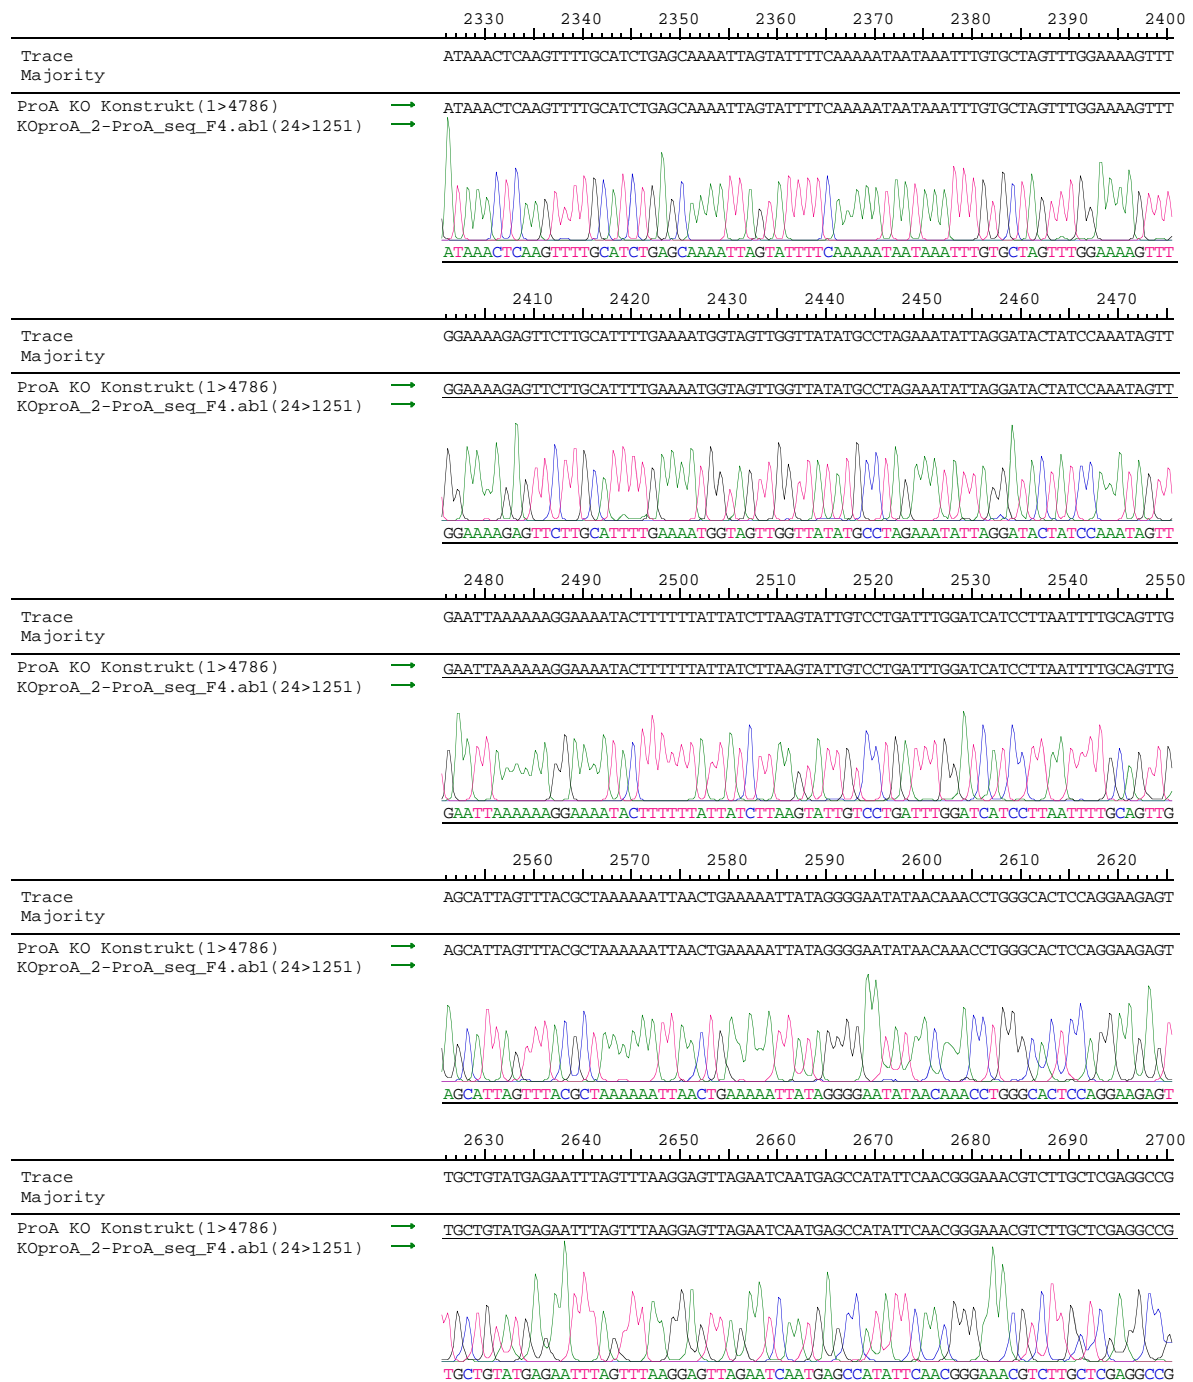 2330 2340 2350 2360 2370 2380 2390 2400
Trace ATAAACTCAAGTTTTGCATCTGAGCAAAATTAGTATTTTCAAAAATAATAAATTTGTGCTAGTTTGGAAAAGTTT
Majority
ProA KO Konstrukt(1>4786) ATAAACTCAAGTTTTGCATCTGAGCAAAATTAGTATTTTCAAAAATAATAAATTTGTGCTAGTTTGGAAAAGTTT
KOproA_2-ProA_seq_F4.ab1(24>1251)
ATAAACTCAAGTTTTGCATCTGAGCAAAATTAGTATTTTCAAAAATAATAAATTTGTGCTAGTTTGGAAAAGTTT
2410 2420 2430 2440 2450 2460 2470
Trace GGAAAAGAGTTCTTGCATTTTGAAAATGGTAGTTGGTTATATGCCTAGAAATATTAGGATACTATCCAAATAGTT
Majority
ProA KO Konstrukt(1>4786) GGAAAAGAGTTCTTGCATTTTGAAAATGGTAGTTGGTTATATGCCTAGAAATATTAGGATACTATCCAAATAGTT
KOproA_2-ProA_seq_F4.ab1(24>1251)
GGAAAAGAGTTCTTGCATTTTGAAAATGGTAGTTGGTTATATGCCTAGAAATATTAGGATACTATCCAAATAGTT
2480 2490 2500 2510 2520 2530 2540 2550
Trace GAATTAAAAAAGGAAAATACTTTTTTATTATCTTAAGTATTGTCCTGATTTGGATCATCCTTAATTTTGCAGTTG
Majority
ProA KO Konstrukt(1>4786) GAATTAAAAAAGGAAAATACTTTTTTATTATCTTAAGTATTGTCCTGATTTGGATCATCCTTAATTTTGCAGTTG
KOproA_2-ProA_seq_F4.ab1(24>1251)
GAATTAAAAAAGGAAAATACTTTTTTATTATCTTAAGTATTGTCCTGATTTGGATCATCCTTAATTTTGCAGTTG
2560 2570 2580 2590 2600 2610 2620
Trace AGCATTAGTTTACGCTAAAAAATTAACTGAAAAATTATAGGGGAATATAACAAACCTGGGCACTCCAGGAAGAGT
Majority
ProA KO Konstrukt(1>4786) AGCATTAGTTTACGCTAAAAAATTAACTGAAAAATTATAGGGGAATATAACAAACCTGGGCACTCCAGGAAGAGT
KOproA_2-ProA_seq_F4.ab1(24>1251)
AGCATTAGTTTACGCTAAAAAATTAACTGAAAAATTATAGGGGAATATAACAAACCTGGGCACTCCAGGAAGAGT
2630 2640 2650 2660 2670 2680 2690 2700
Trace TGCTGTATGAGAATTTAGTTTAAGGAGTTAGAATCAATGAGCCATATTCAACGGGAAACGTCTTGCTCGAGGCCG
Majority
ProA KO Konstrukt(1>4786) TGCTGTATGAGAATTTAGTTTAAGGAGTTAGAATCAATGAGCCATATTCAACGGGAAACGTCTTGCTCGAGGCCG
KOproA_2-ProA_seq_F4.ab1(24>1251)
TGCTGTATGAGAATTTAGTTTAAGGAGTTAGAATCAATGAGCCATATTCAACGGGAAACGTCTTGCTCGAGGCCG